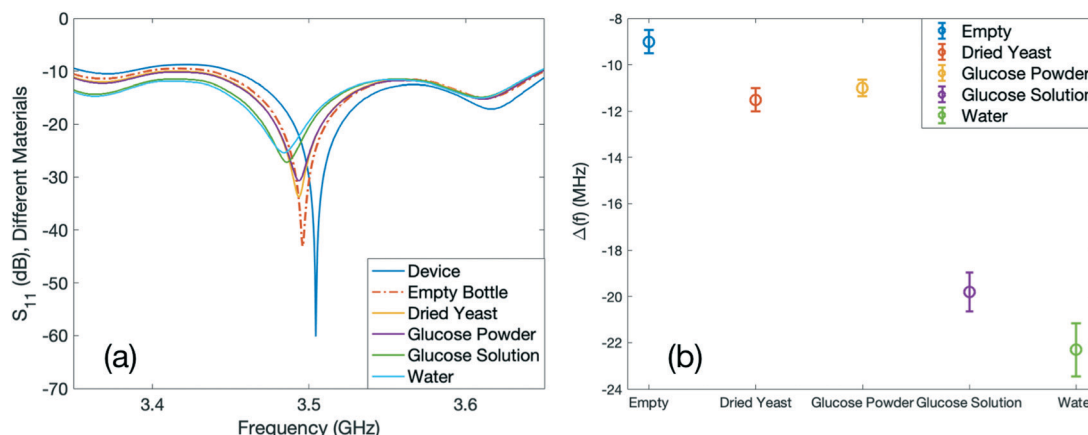 0
-10
-20
-30
-40
-50
-60
-70
S11 (dB), Different Materials
3.4
3.5
3.6
Frequency (GHz)
Device
Empty Bottle
Dried Yeast
Glucose Powder
Glucose Solution
Water
(a)
-8
-10
-12
-14
-16
-18
-20
-22
-24
Δ(f) (MHz)
Empty
Dried Yeast
Glucose Powder
Glucose Solution
Water
(b)
Empty Dried Yeast Glucose Powder Glucose Solution Wate